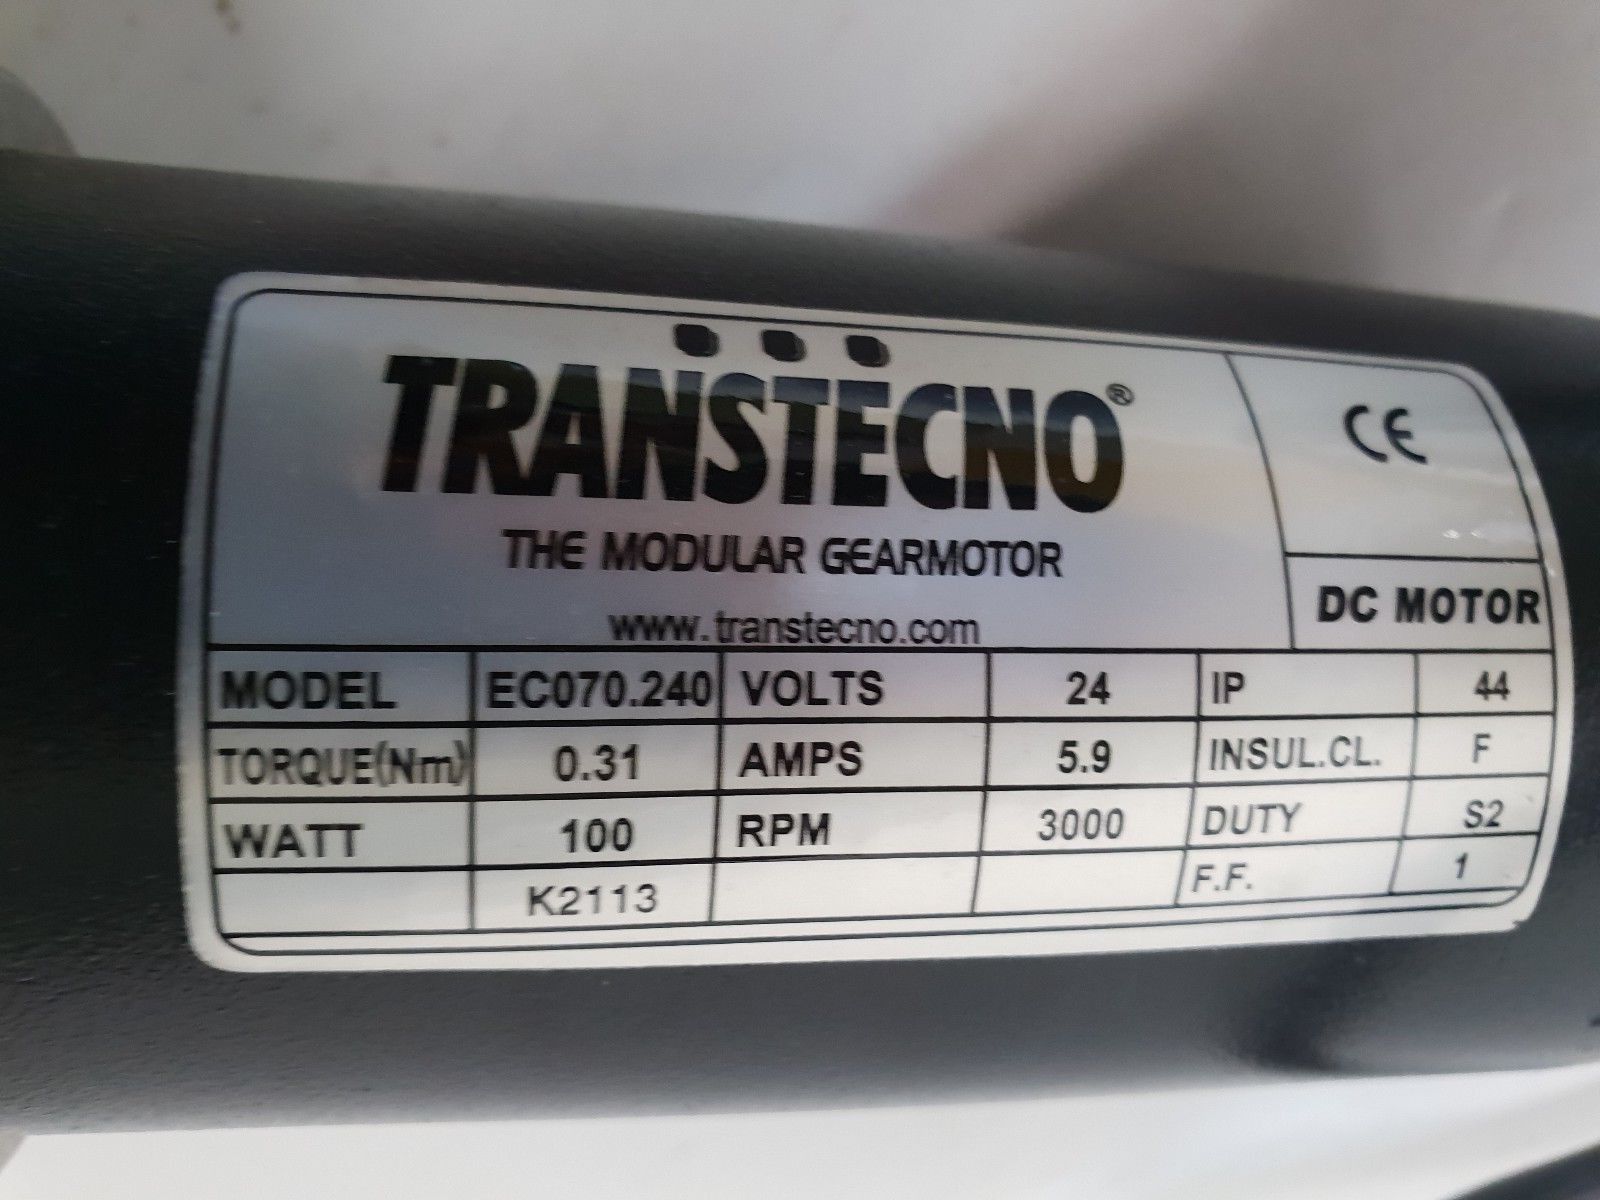 TRANSTECNO®
THE MODULAR GEARMOTOR
www.transtecno.com
CE
DC MOTOR
MODEL EC070.240 VOLTS 24 IP 44
TORQUE(Nm) 0.31 AMPS 5.9 INSUL.CL. F
WATT 100 RPM 3000 DUTY S2
K2113 F.F. 1